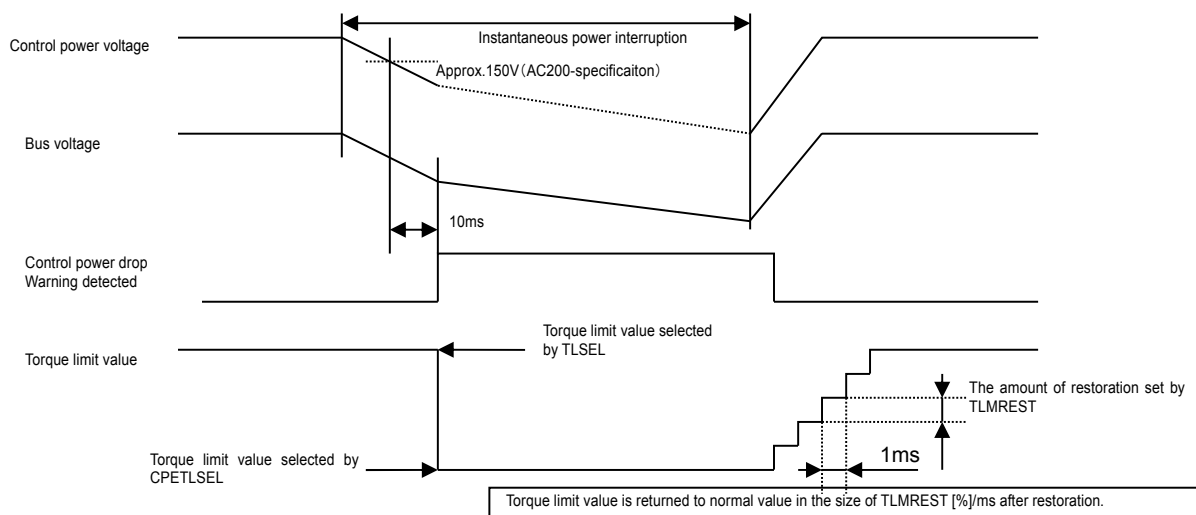 Control power voltage
Instantaneous power interruption
Approx.150V(AC200-specificaiton)
Bus voltage
10ms
Control power drop
Warning detected
Torque limit value selected
by TLSEL
Torque limit value
The amount of restoration set by
TLMREST
1ms
Torque limit value selected by
CPETLSEL
Torque limit value is returned to normal value in the size of TLMREST [%]/ms after restoration.